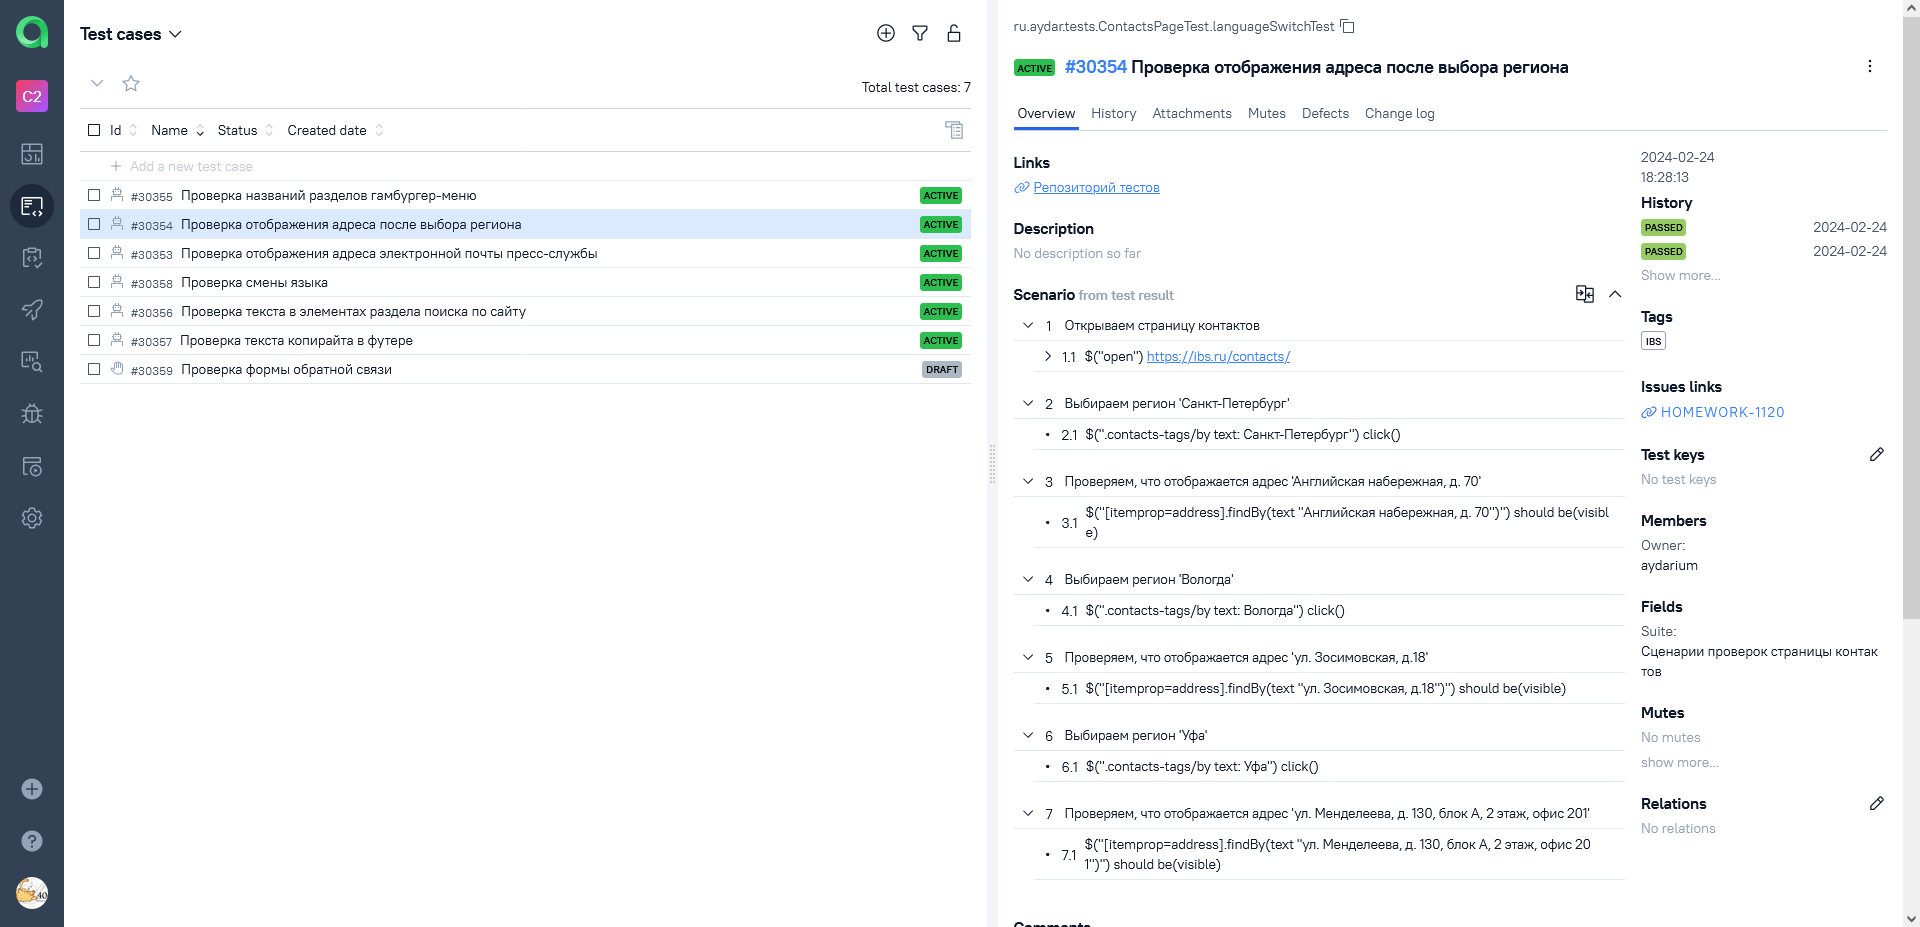 C2
Test cases
Total test cases: 7
Id Name Status Created date
Add a new test case
#30355 Проверка названий разделов гамбургер-меню ACTIVE
#30354 Проверка отображения адреса после выбора региона ACTIVE
#30353 Проверка отображения адреса электронной почты пресс-службы ACTIVE
#30358 Проверка смены языка ACTIVE
#30356 Проверка текста в элементах раздела поиска по сайту ACTIVE
#30357 Проверка текста копирайта в футере ACTIVE
#30359 Проверка формы обратной связи DRAFT
ru.aydar.tests.ContactsPageTest.languageSwitchTest
ACTIVE #30354 Проверка отображения адреса после выбора региона
Overview History Attachments Mutes Defects Change log
Links
Репозиторий тестов
Description
No description so far
Scenario from test result
1 Открываем страницу контактов
1.1 $("open") https://ibs.ru/contacts/
2 Выбираем регион 'Санкт-Петербург'
2.1 $(".contacts-tags/by text: Санкт-Петербург") click()
3 Проверяем, что отображается адрес 'Английская набережная, д. 70'
3.1 $("[itemprop=address].findBy(text "Английская набережная, д. 70")") should be(visibl
e)
4 Выбираем регион 'Вологда'
4.1 $(".contacts-tags/by text: Вологда") click()
5 Проверяем, что отображается адрес 'ул. Зосимовская, д.18'
5.1 $("[itemprop=address].findBy(text "ул. Зосимовская, д.18")") should be(visible)
6 Выбираем регион 'Уфа'
6.1 $(".contacts-tags/by text: Уфа") click()
7 Проверяем, что отображается адрес 'ул. Менделеева, д. 130, блок А, 2 этаж, офис 201'
7.1 $("[itemprop=address].findBy(text "ул. Менделеева, д. 130, блок А, 2 этаж, офис 20
1")") should be(visible)
Comments
2024-02-24
18:28:13
History
PASSED 2024-02-24
PASSED 2024-02-24
Show more...
Tags
IBS
Issues links
HOMEWORK-1120
Test keys
No test keys
Members
Owner:
aydarium
Fields
Suite:
Сценарии проверок страницы контак
тов
Mutes
No mutes
show more...
Relations
No relations